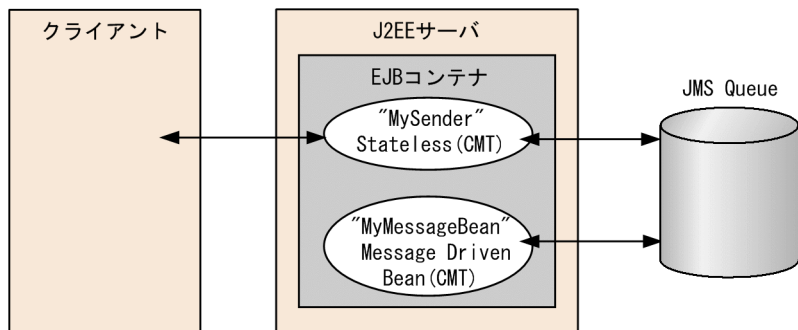 クライアント
J2EEサーバ
EJBコンテナ
JMS Queue
"MySender"
Stateless(CMT)
"MyMessageBean"
Message Driven
Bean(CMT)